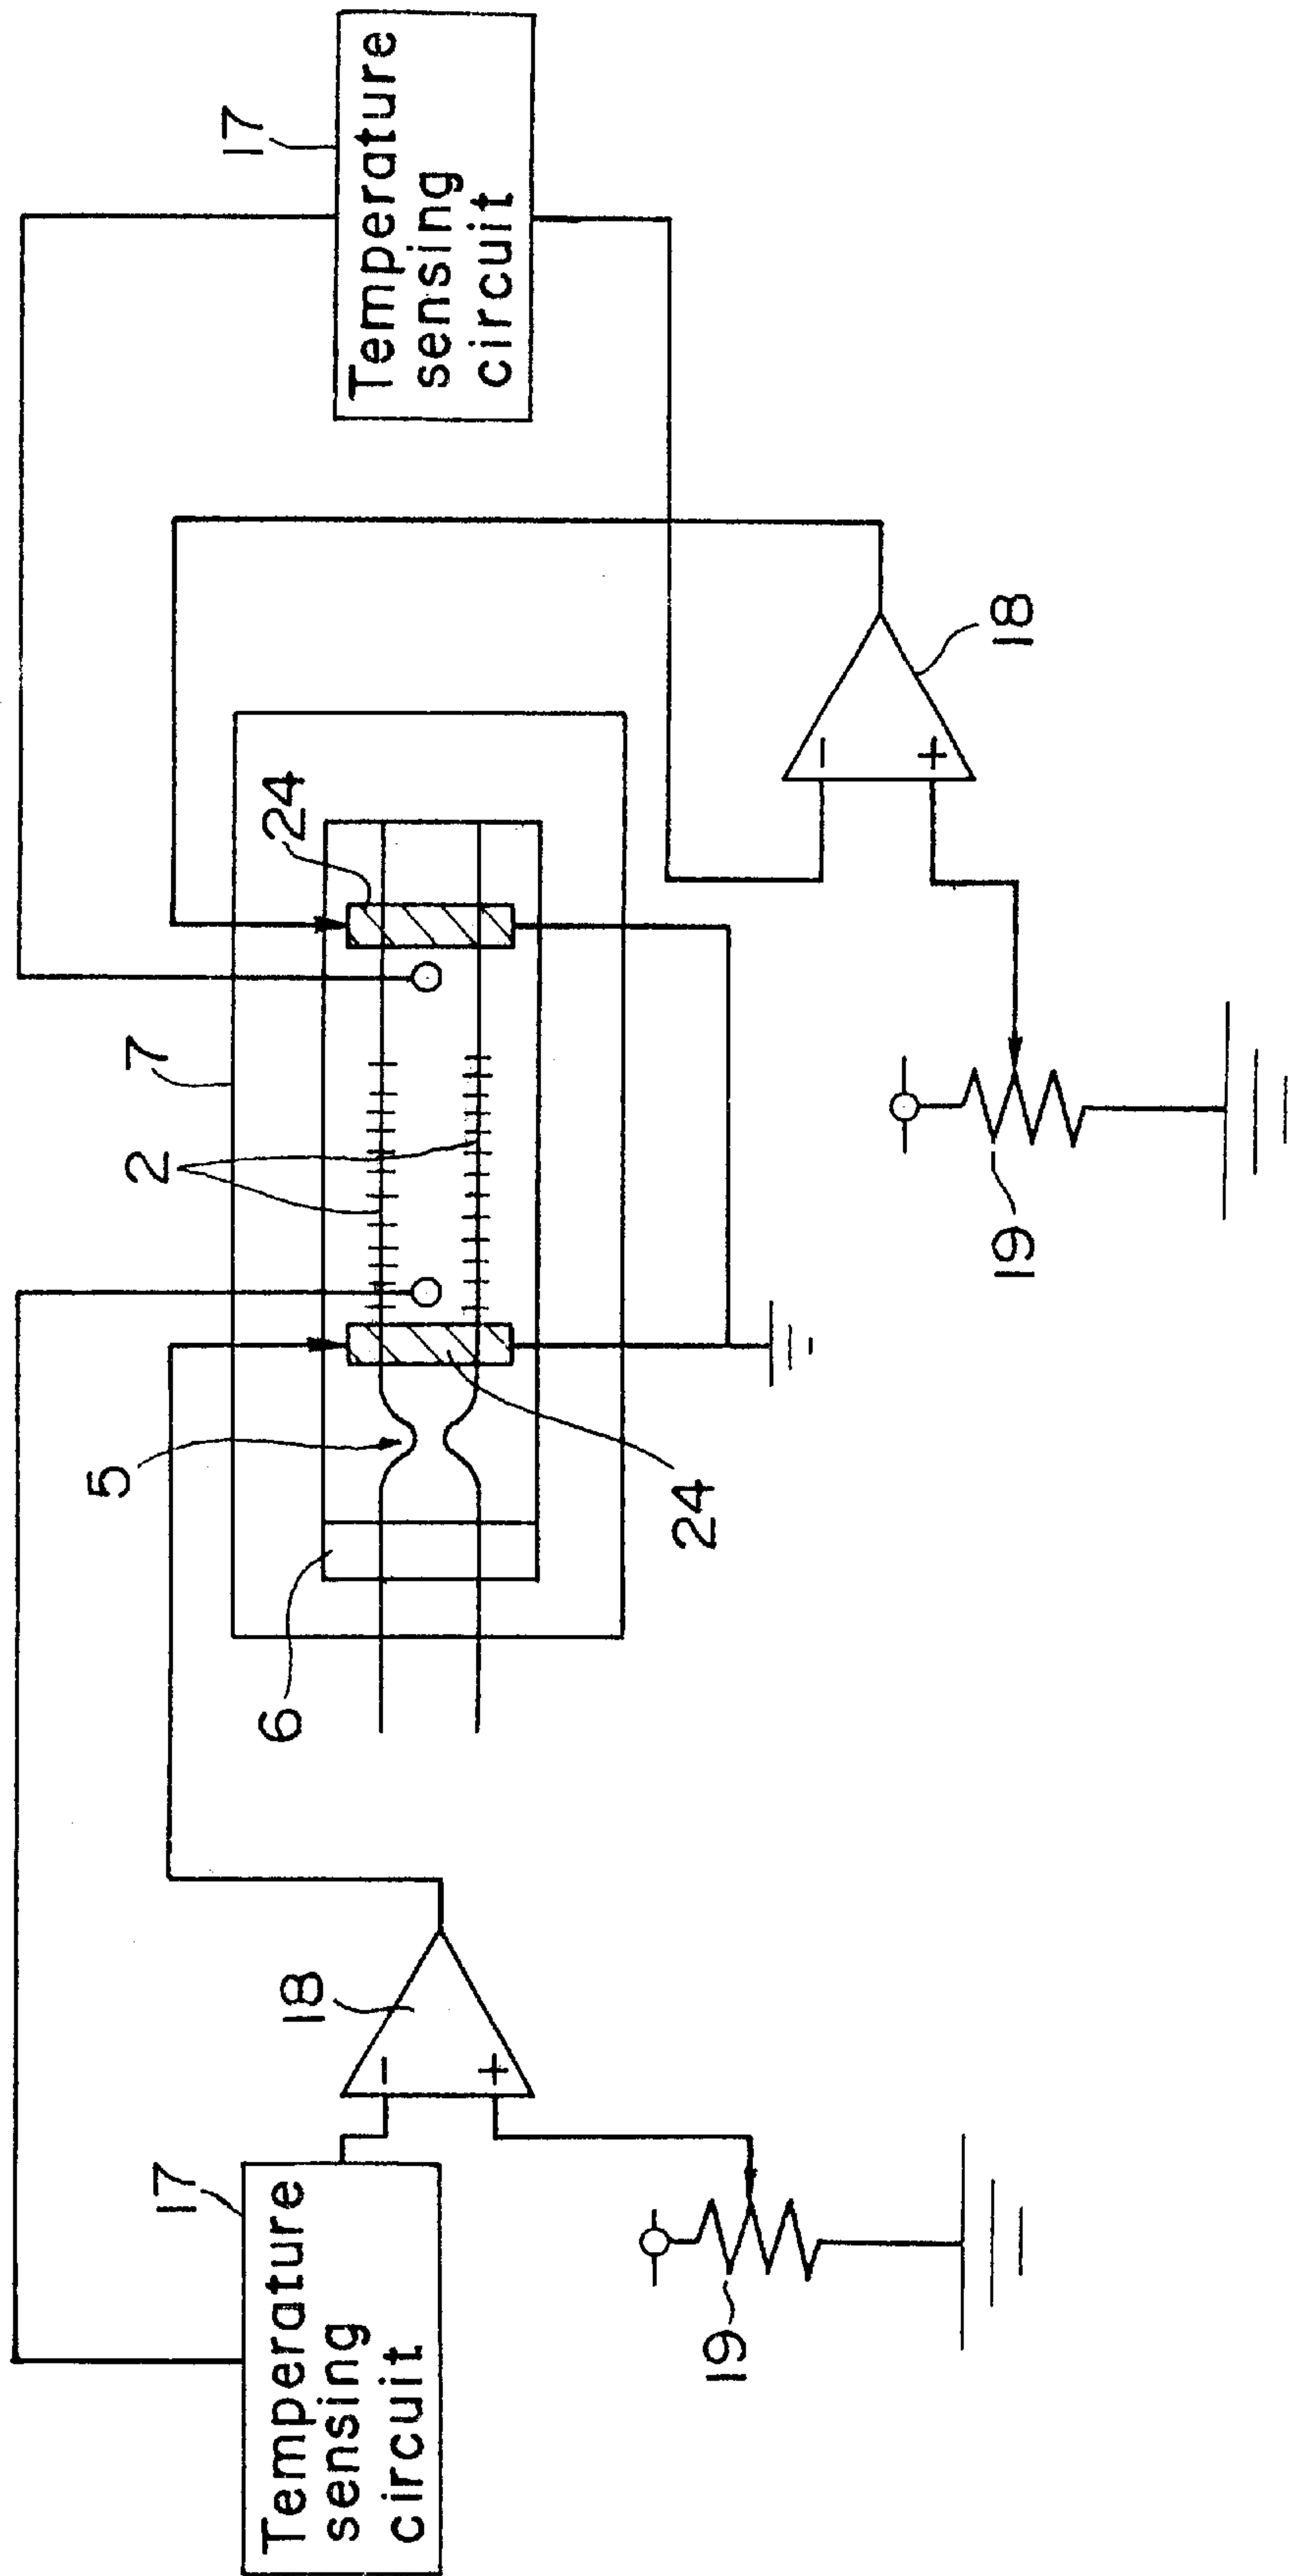 17
Temperature
sensing
circuit
18
−
+
19
6
5
24
2
7
24
18
−
+
19
17
Temperature
sensing
circuit